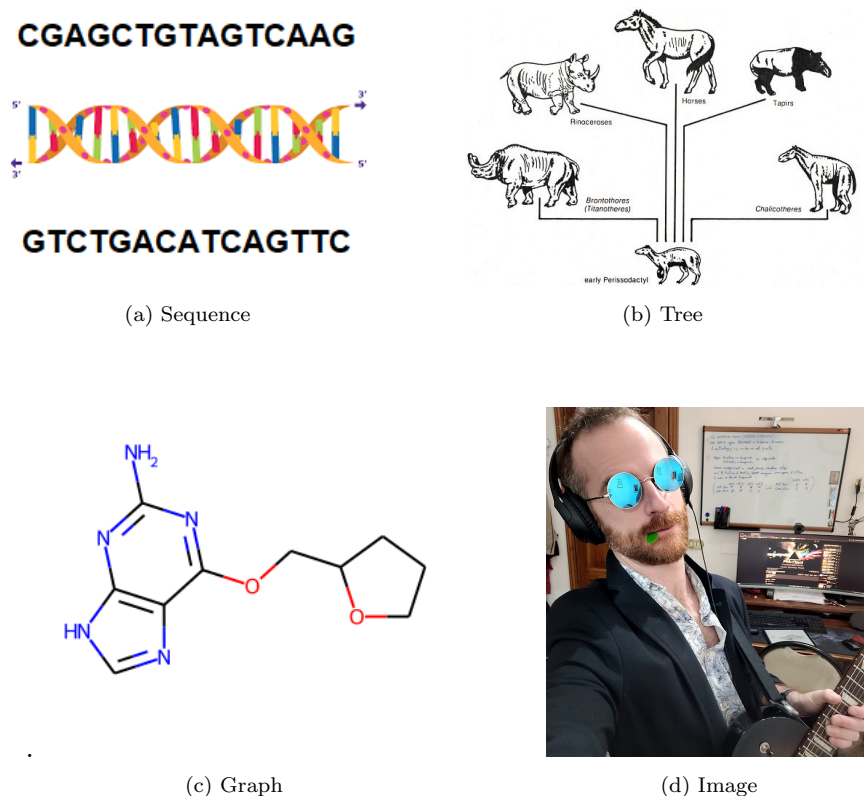 CGAGCTGTAGTCAAG
5'
3'
3'
5'
GTCTGACATCAGTTC
(a) Sequence
Horses
Tapirs
Rinoceroses
Brontothores
(Titanotheres)
Chalicotheres
early Perissodactyl
(b) Tree
NH2
N
N
O
HN
N
O
.
(c) Graph
(d) Image